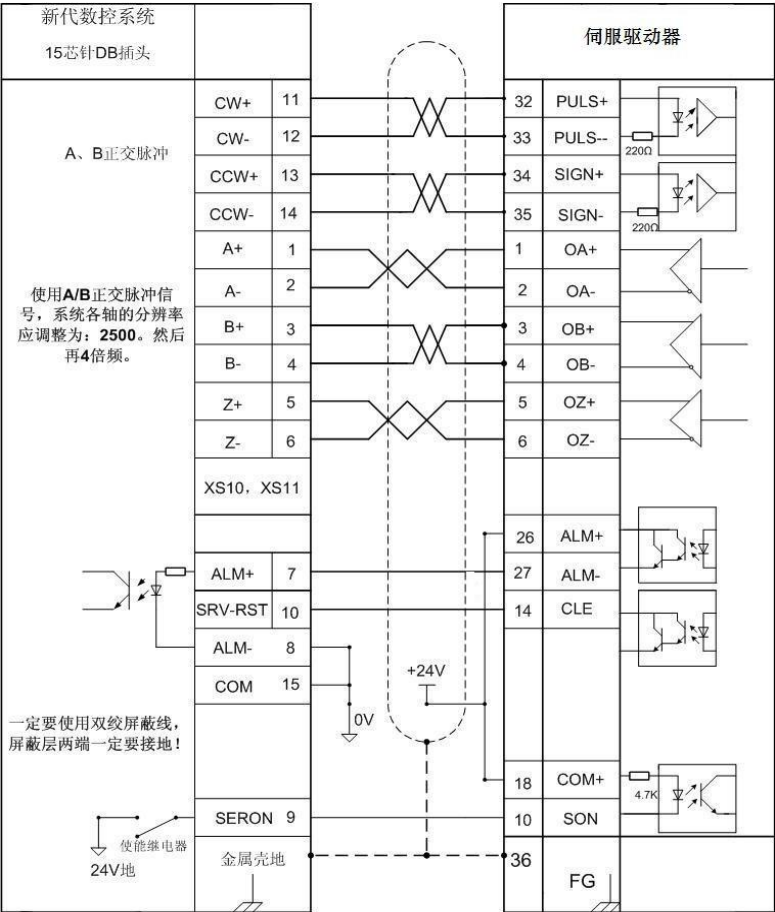 新代数控系统
15芯针DB插头
伺服驱动器
CW+ 11 32 PULS+
CW- 12 33 PULS--
220Ω
A、B正交脉冲
CCW+ 13 34 SIGN+
CCW- 14 35 SIGN-
220Ω
A+ 1 1 OA+
A- 2 2 OA-
使用A/B正交脉冲信
号，系统各轴的分辨率
应调整为：2500。然后
再4倍频。
B+ 3 3 OB+
B- 4 4 OB-
Z+ 5 5 OZ+
Z- 6 6 OZ-
XS10，XS11
26 ALM+
ALM+ 7 27 ALM-
SRV-RST 10 14 CLE
ALM- 8
COM 15
+24V
0V
一定要使用双绞屏蔽线，
屏蔽层两端一定要接地！
18 COM+
4.7K
SERON 9 10 SON
使能继电器
24V地
金属壳地
36
FG